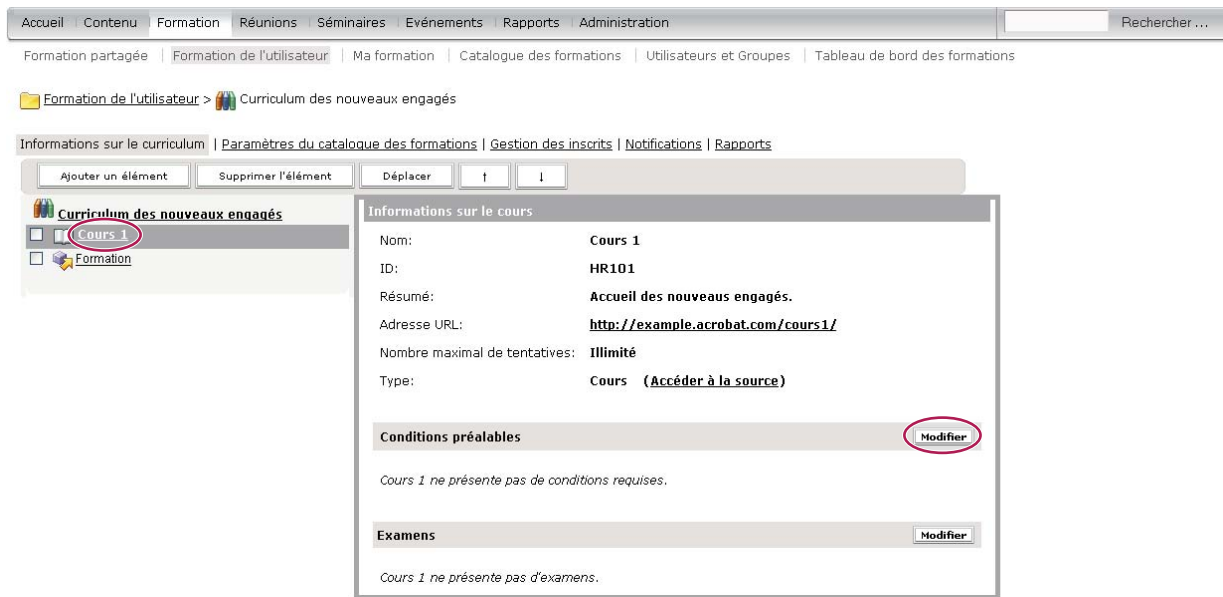 Accueil | Contenu | Formation | Réunions | Séminaires | Evénements | Rapports | Administration Rechercher ...
Formation partagée | Formation de l'utilisateur | Ma formation | Catalogue des formations | Utilisateurs et Groupes | Tableau de bord des formations
Formation de l'utilisateur > Curriculum des nouveaux engagés
Informations sur le curriculum | Paramètres du catalogue des formations | Gestion des inscrits | Notifications | Rapports
Ajouter un élément Supprimer l'élément Déplacer ↑ ↓
Curriculum des nouveaux engagés
Cours 1
Formation
Informations sur le cours
Nom: Cours 1
ID: HR101
Résumé: Accueil des nouveaus engagés.
Adresse URL: http://example.acrobat.com/cours1/
Nombre maximal de tentatives: Illimité
Type: Cours (Accéder à la source)
Conditions préalables Modifier
Cours 1 ne présente pas de conditions requises.
Examens Modifier
Cours 1 ne présente pas d'examens.